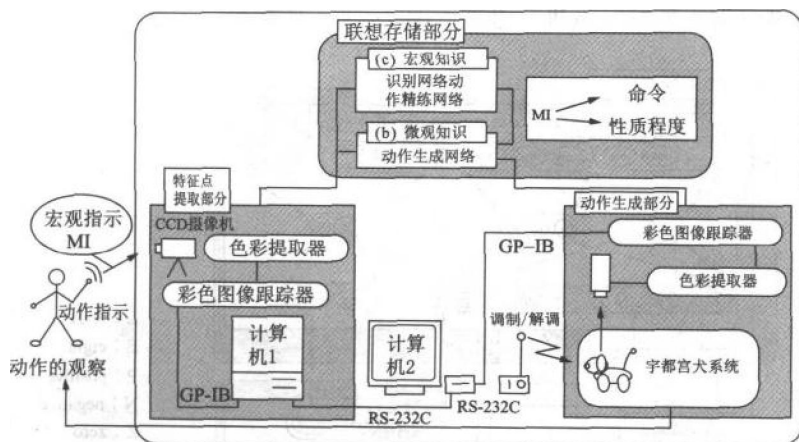 联想存储部分
(c) 宏观知识
识别网络动
作精练网络
MI
命令
性质程度
(b) 微观知识
动作生成网络
特征点
提取部分
CCD摄像机
色彩提取器
彩色图像跟踪器
计算
机1
GP-IB
宏观指示
MI
动作指示
动作的观察
计算
机2
RS-232C
RS-232C
GP-IB
调制/解调
动作生成部分
彩色图像跟踪器
色彩提取器
宇都宫犬系统